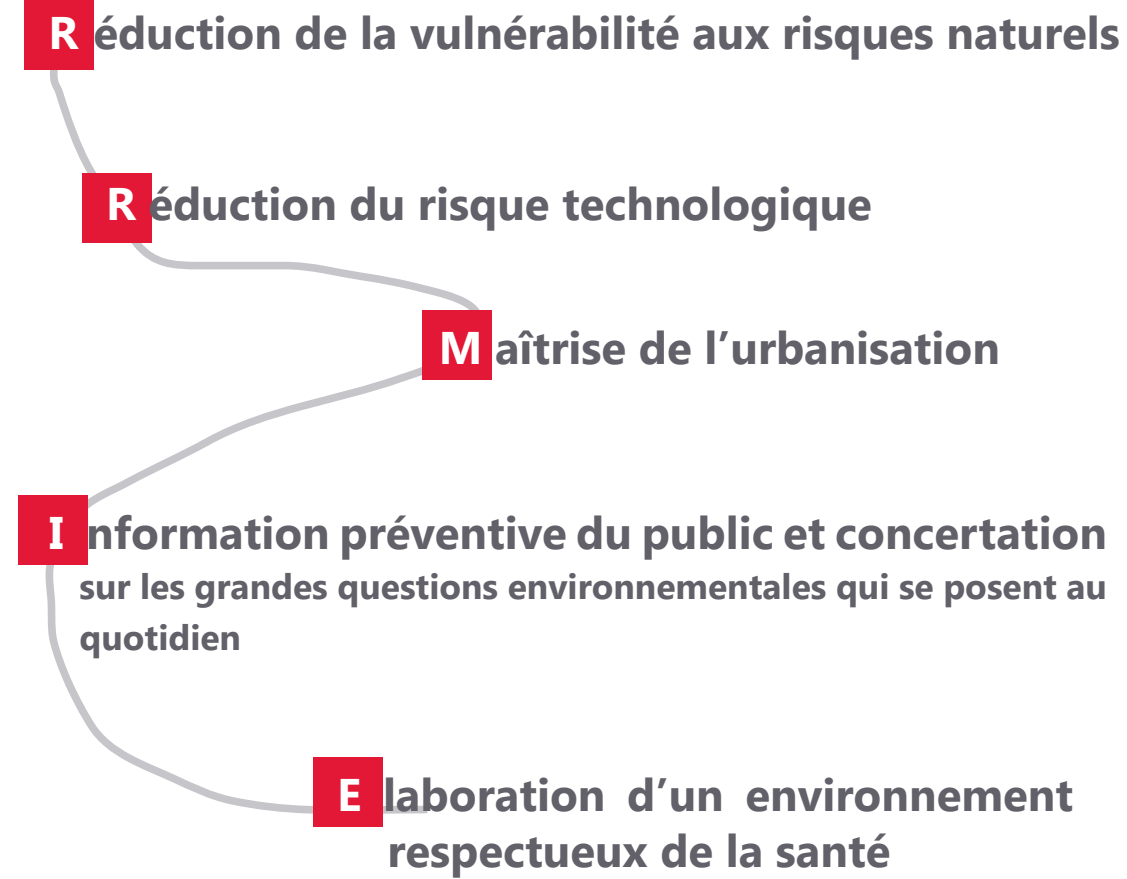 Réduction de la vulnérabilité aux risques naturels
Réduction du risque technologique
Maîtrise de l’urbanisation
Information préventive du public et concertation
sur les grandes questions environnementales qui se posent au
quotidien
Elaboration d’un environnement
respectueux de la santé